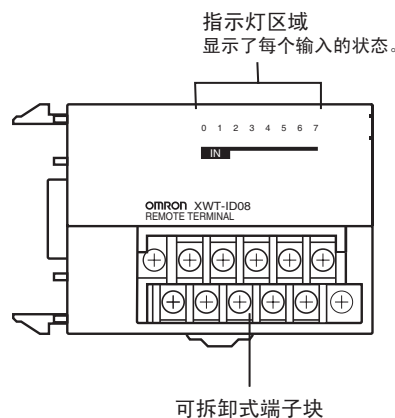 指示灯区域
显示了每个输入的状态。
0 1 2 3 4 5 6 7
IN
OMRON XWT-ID08
REMOTE TERMINAL
可拆卸式端子块